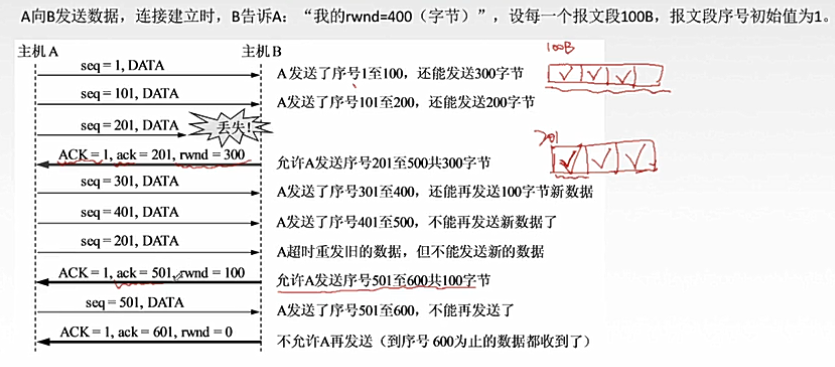 A向B发送数据，连接建立时，B告诉A：“我的rwnd=400（字节）”，设每一个报文段100B，报文段序号初始值为1。
主机A 主机B 100B
seq = 1, DATA A发送了序号1至100，还能发送300字节
seq = 101, DATA A发送了序号101至200，还能发送200字节
seq = 201, DATA 丢失! 201
ACK = 1, ack = 201, rwnd = 300 允许A发送序号201至500共300字节
seq = 301, DATA A发送了序号301至400，还能再发送100字节新数据
seq = 401, DATA A发送了序号401至500，不能再发送新数据了
seq = 201, DATA A超时重发旧的数据，但不能发送新的数据
ACK = 1, ack = 501, rwnd = 100 允许A发送序号501至600共100字节
seq = 501, DATA A发送了序号501至600，不能再发送了
ACK = 1, ack = 601, rwnd = 0 不允许A再发送（到序号 600为止的数据都收到了）